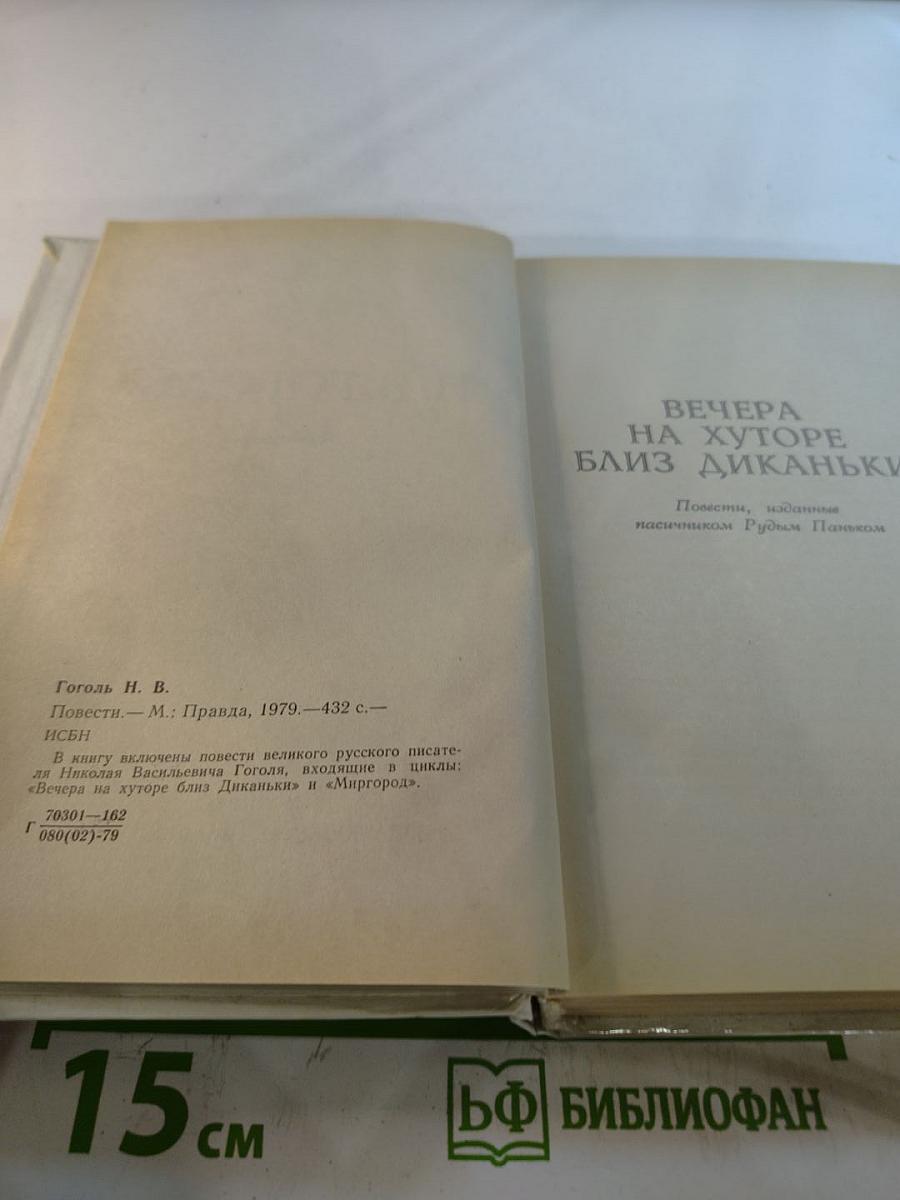 Гоголь Н. В.
Повести.— М.: Правда, 1979.—432 с.—
ИСБН
В книгу включены повести великого русского писате-
ля Николая Васильевича Гоголя, входящие в циклы:
«Вечера на хуторе близ Диканьки» и «Миргород».
Г 70301—162
080(02)-79
ВЕЧЕРА
НА ХУТОРЕ
БЛИЗ ДИКАНЬКИ
Повести, изданные
пасичником Рудым Паньком
15 см
БФ БИБЛИОФАН